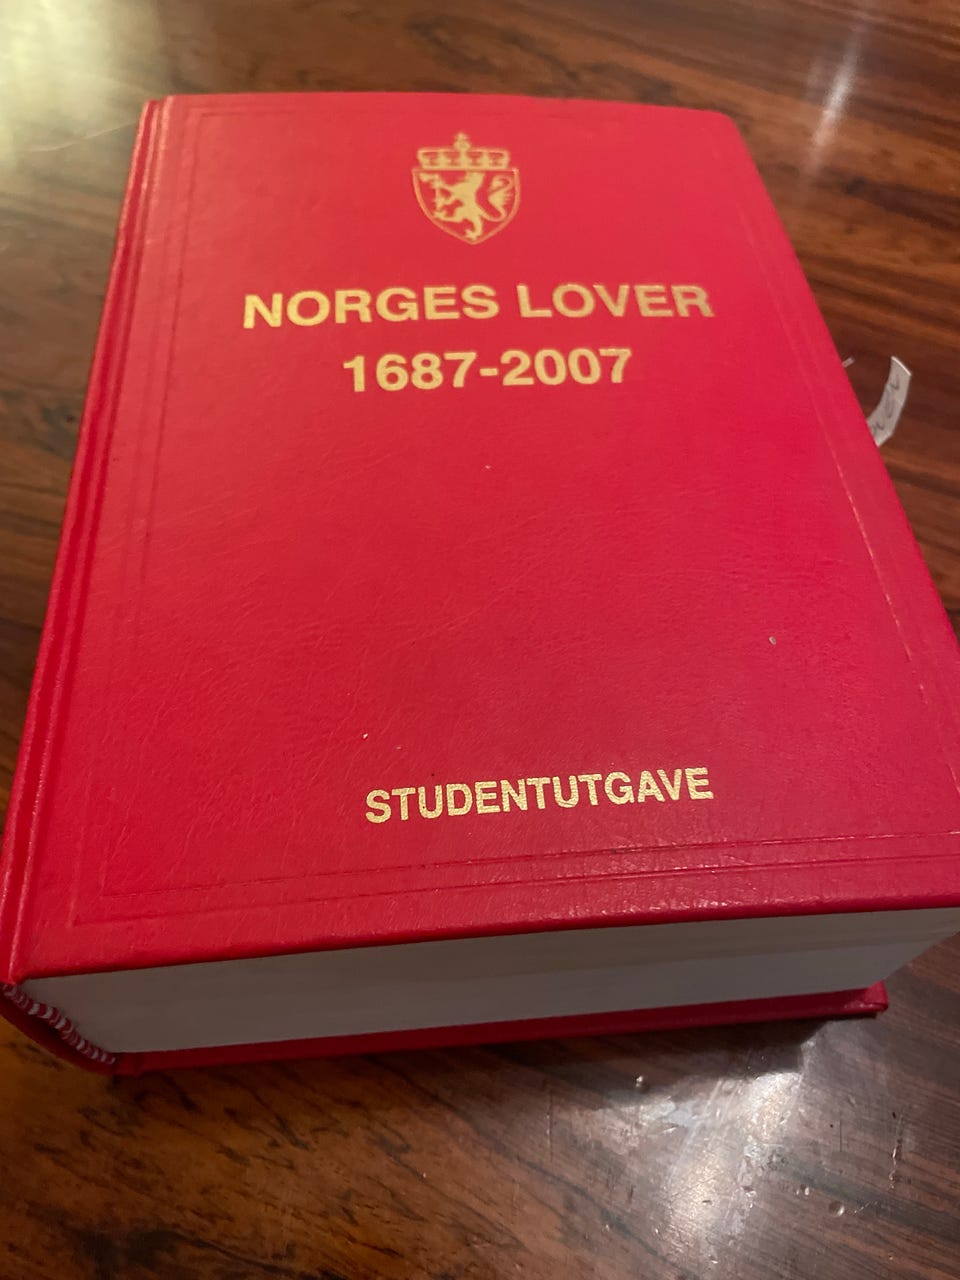 NORGES LOVER
1687-2007
STUDENTUTGAVE